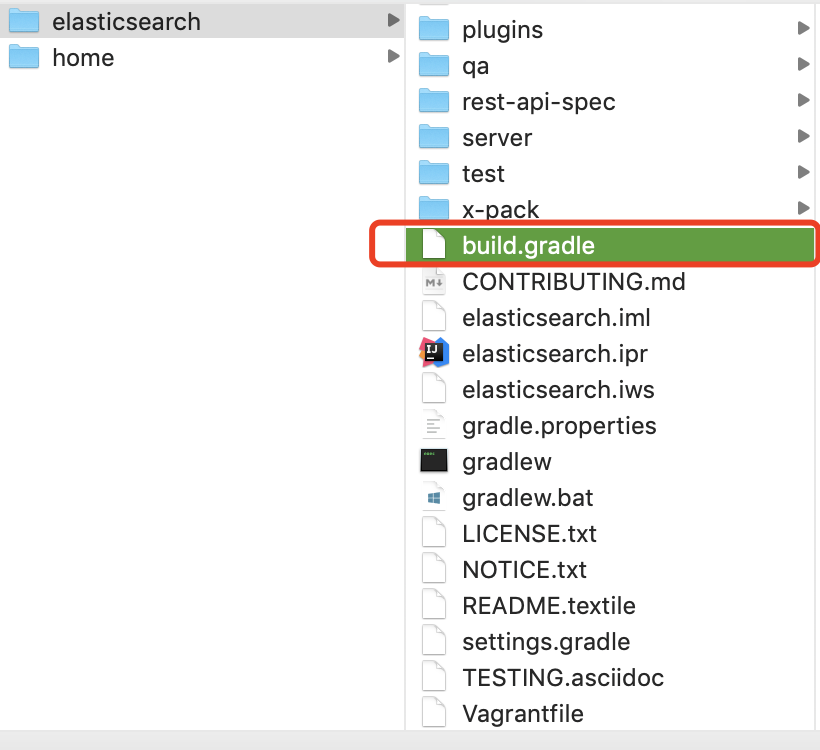 elasticsearch
home
plugins
qa
rest-api-spec
server
test
x-pack
build.gradle
CONTRIBUTING.md
elasticsearch.iml
elasticsearch.ipr
elasticsearch.iws
gradle.properties
gradlew
gradlew.bat
LICENSE.txt
NOTICE.txt
README.textile
settings.gradle
TESTING.asciidoc
Vagrantfile